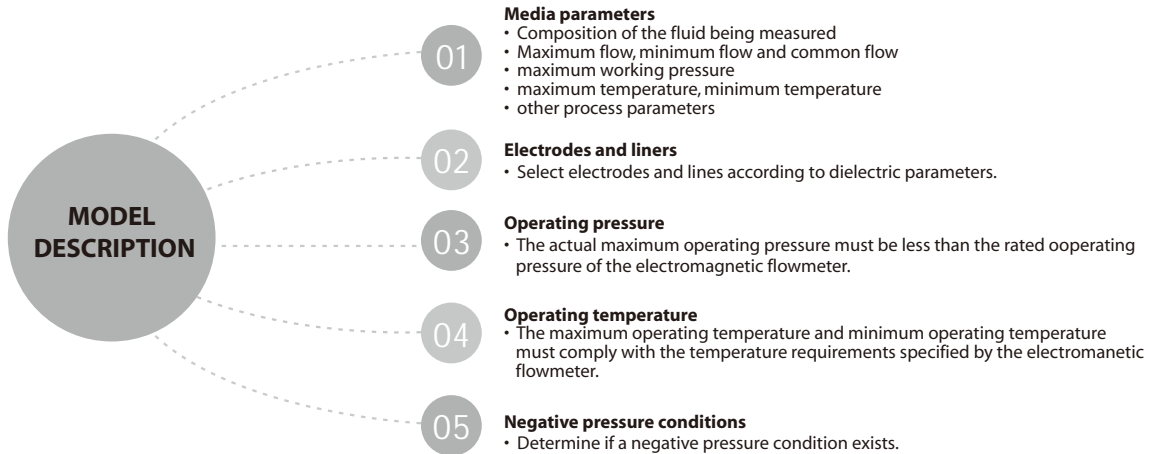 MODEL
DESCRIPTION
01
Media parameters
• Composition of the fluid being measured
• Maximum flow, minimum flow and common flow
• maximum working pressure
• maximum temperature, minimum temperature
• other process parameters
02
Electrodes and liners
• Select electrodes and lines according to dielectric parameters.
03
Operating pressure
• The actual maximum operating pressure must be less than the rated ooperating
pressure of the electromagnetic flowmeter.
04
Operating temperature
• The maximum operating temperature and minimum operating temperature
must comply with the temperature requirements specified by the electromanetic
flowmeter.
05
Negative pressure conditions
• Determine if a negative pressure condition exists.